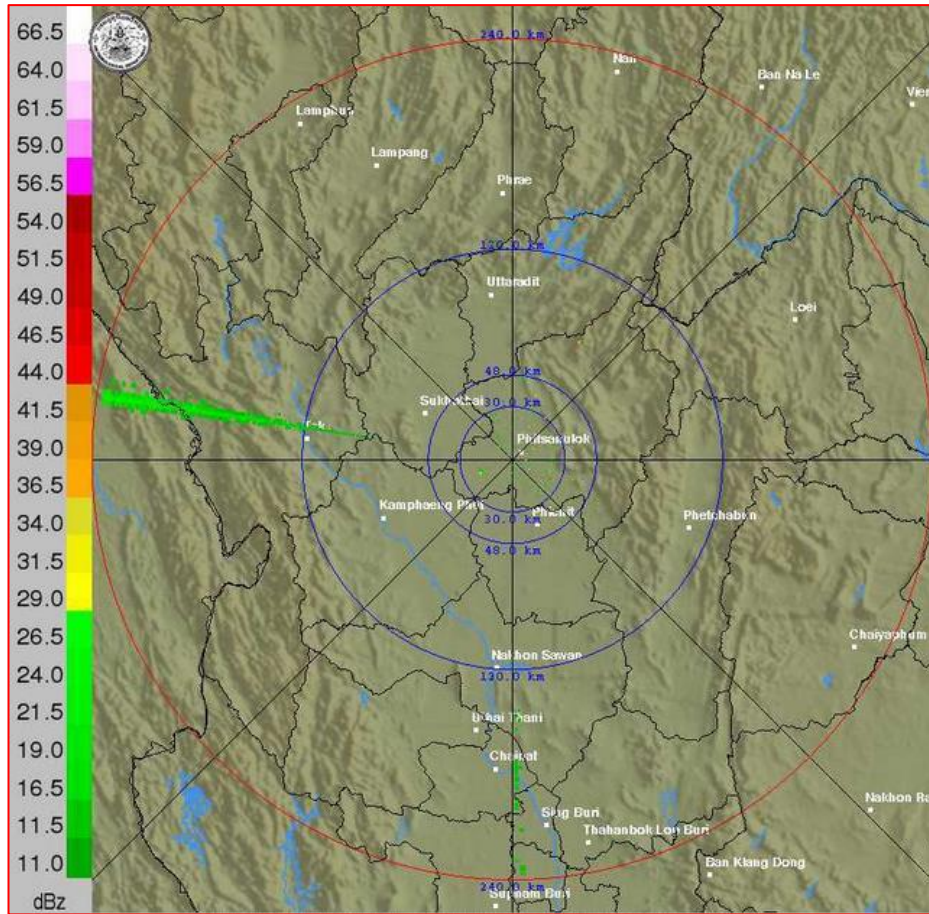 66.5
64.0
61.5
59.0
56.5
54.0
51.5
49.0
46.5
44.0
41.5
39.0
36.5
34.0
31.5
29.0
26.5
24.0
21.5
19.0
16.5
11.5
11.0
dBz
240.0 km
Nan
Ban Na Le
Vien
Lamphun
Lampang
Phrae
120.0 km
Uttaradit
Loei
48.0 km
30.0 km
Sukhothai
Phitsanulok
Kamphaeng Phet
Phichit
Phetchabun
30.0 km
48.0 km
Chaiyaphum
Nakhon Sawan
120.0 km
Uthai Thani
Chainat
Nakhon Ra
Sing Buri
Thahanbok Lop Buri
Ban Klang Dong
240.0 km
Suphan Buri